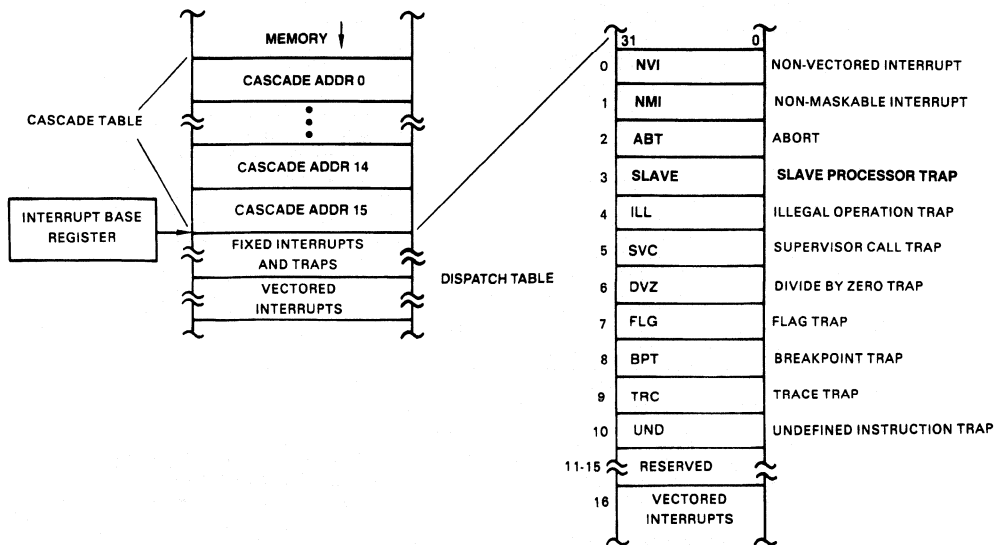 MEMORY
CASCADE ADDR 0
CASCADE TABLE
CASCADE ADDR 14
CASCADE ADDR 15
INTERRUPT BASE
REGISTER
FIXED INTERRUPTS
AND TRAPS
VECTORED
INTERRUPTS
DISPATCH TABLE
31 0
0 NVI NON-VECTORED INTERRUPT
1 NMI NON-MASKABLE INTERRUPT
2 ABT ABORT
3 SLAVE SLAVE PROCESSOR TRAP
4 ILL ILLEGAL OPERATION TRAP
5 SVC SUPERVISOR CALL TRAP
6 DVZ DIVIDE BY ZERO TRAP
7 FLG FLAG TRAP
8 BPT BREAKPOINT TRAP
9 TRC TRACE TRAP
10 UND UNDEFINED INSTRUCTION TRAP
11-15 RESERVED
16 VECTORED
INTERRUPTS